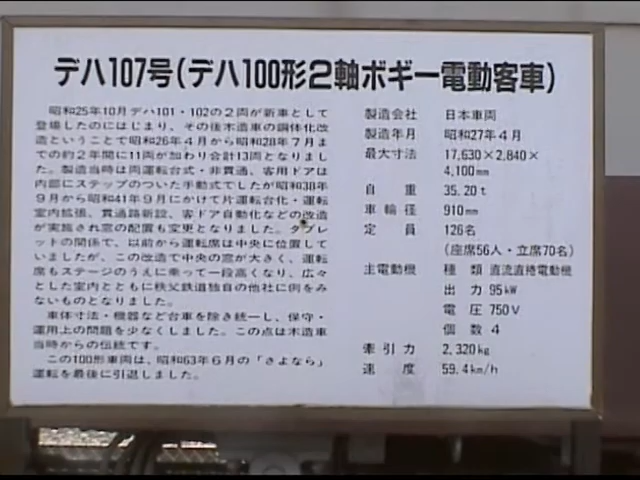 デハ107号(デハ100形2軸ボギー電動客車)
昭和25年10月デハ101・102の2両が新車として
登場したのにはじまり、その後木造車の鋼体化改
造ということで昭和26年4月から昭和28年7月ま
での約2年間に11両が加わり合計13両となりまし
た。製造当時は両運転台式・非貫通、客用ドアは
内部にステップのついた手動式でしたが昭和38年
9月から昭和41年9月にかけて片運転台化・運転
室内拡張、貫通路新設、客ドア自動化などの改造
が実施され窓の配置も変更となりました。タブレ
ットの関係で、以前から運転席は中央に位置して
いましたが、この改造で中央の窓が大きく、運転
席もステージのうえに乗って一段高くなり、広々
とした室内とともに秩父鉄道独自の他社に例をみ
ないものとなりました。
車体寸法・機器など台車を除き統一し、保守・
運用上の問題を少なくしました。この点は木造車
当時からの伝統です。
この100形車両は、昭和63年6月の「さよなら」
運転を最後に引退しました。
製造会社 日本車両
製造年月 昭和27年4月
最大寸法 17,630×2,840×
4,100㎜
自重 35.20t
車輪径 910㎜
定員 126名
(座席56人・立席70名)
主電動機 種類 直流直捲電動機
出力 95kW
電圧 750V
個数 4
牽引力 2,320kg
速度 59.4km/h